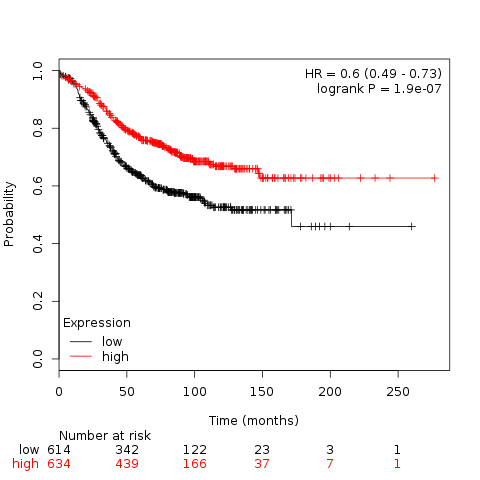 HR = 0.6 (0.49 - 0.73)
logrank P = 1.9e-07
1.0
0.8
0.6
0.4
0.2
0.0
Probability
Expression
low
high
0 50 100 150 200 250
Time (months)
Number at risk
low 614 342 122 23 3 1
high 634 439 166 37 7 1